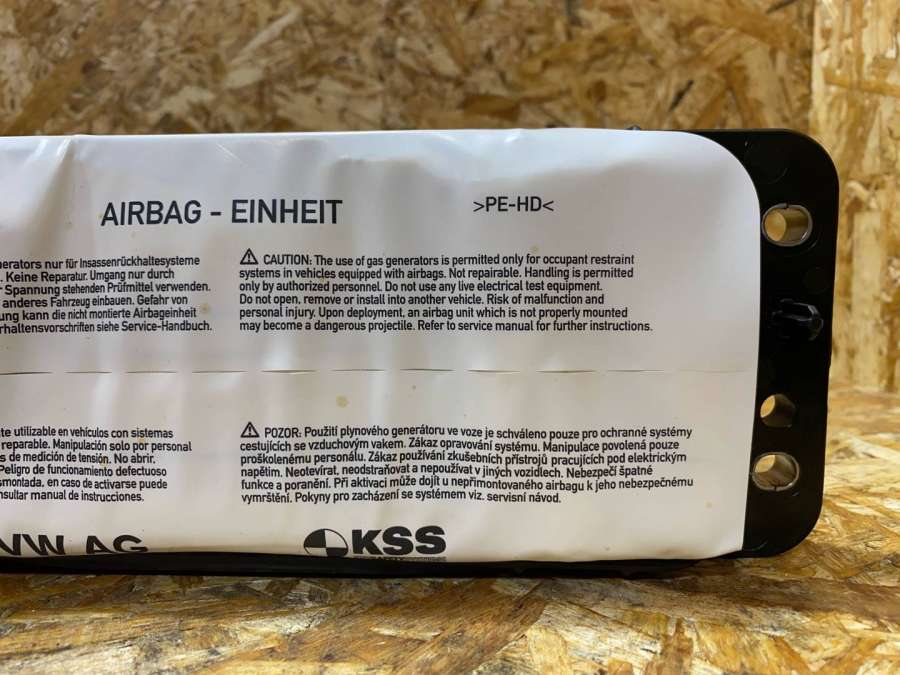 AIRBAG - EINHEIT
>PE-HD<
nur für Insassenrückhaltesysteme
. Keine Reparatur. Umgang nur durch
Spannung stehenden Prüfmittel verwenden.
anderes Fahrzeug einbauen. Gefahr von
kann die nicht montierte Airbageinheit
siehe Service-Handbuch.
CAUTION: The use of gas generators is permitted only for occupant restraint
systems in vehicles equipped with airbags. Not repairable. Handling is permitted
only by authorized personnel. Do not use any live electrical test equipment.
Do not open, remove or install into another vehicle. Risk of malfunction and
personal injury. Upon deployment, an airbag unit which is not properly mounted
may become a dangerous projectile. Refer to service manual for further instructions.
utilizable en vehículos con sistemas
reparable. Manipulación solo por personal
de medición de tensión. No abrir,
Peligro de funcionamiento defectuoso
en caso de activarse puede
manual de instrucciones.
POZOR: Použití plynového generátoru ve voze je schváleno pouze pro ochranné systémy
cestujících se vzduchovým vakem. Zákaz opravování systému. Manipulace povolená pouze
proškolenému personálu. Zákaz používání zkušebních přístrojů pracujících pod elektrickým
napětím. Neotevírat, neodstraňovat a nepoužívat v jiných vozidlech. Nebezpečí špatné
funkce a poranění. Při aktivaci může dojít u nepřimontovaného airbagu k jeho nebezpečnému
vymrštění. Pokyny pro zacházení se systémem viz. servisní návod.
VW AG
KSS